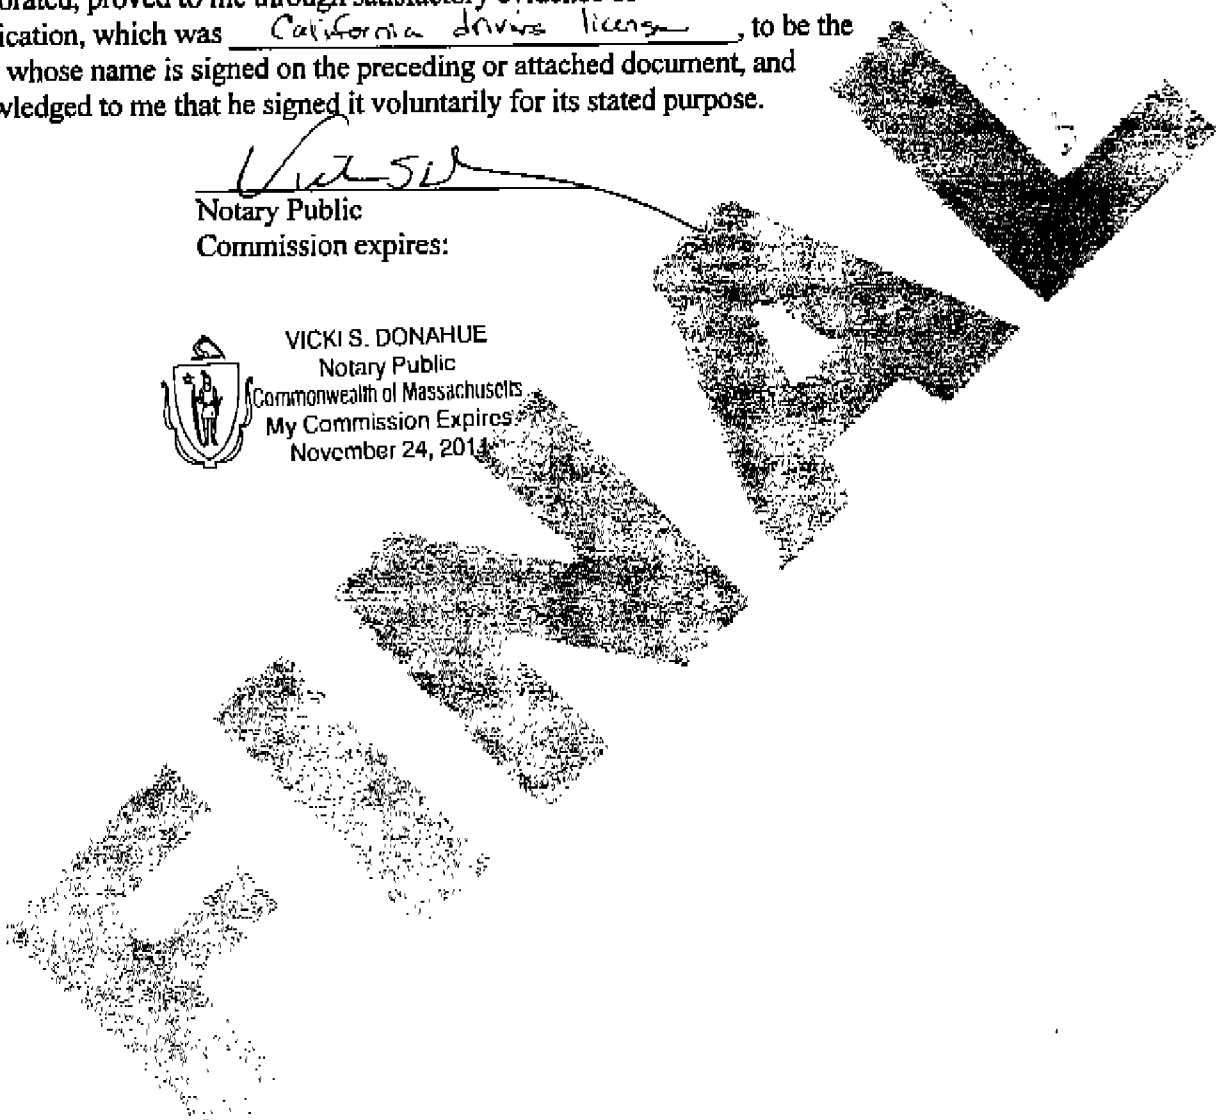 orated, proved to me through satisfactory evidence of
ication, which was California drivers license, to be the
whose name is signed on the preceding or attached document, and
wledged to me that he signed it voluntarily for its stated purpose.
Notary Public
Commission expires:
VICKI S. DONAHUE
Notary Public
Commonwealth of Massachusetts
My Commission Expires
November 24, 2011
FINAL